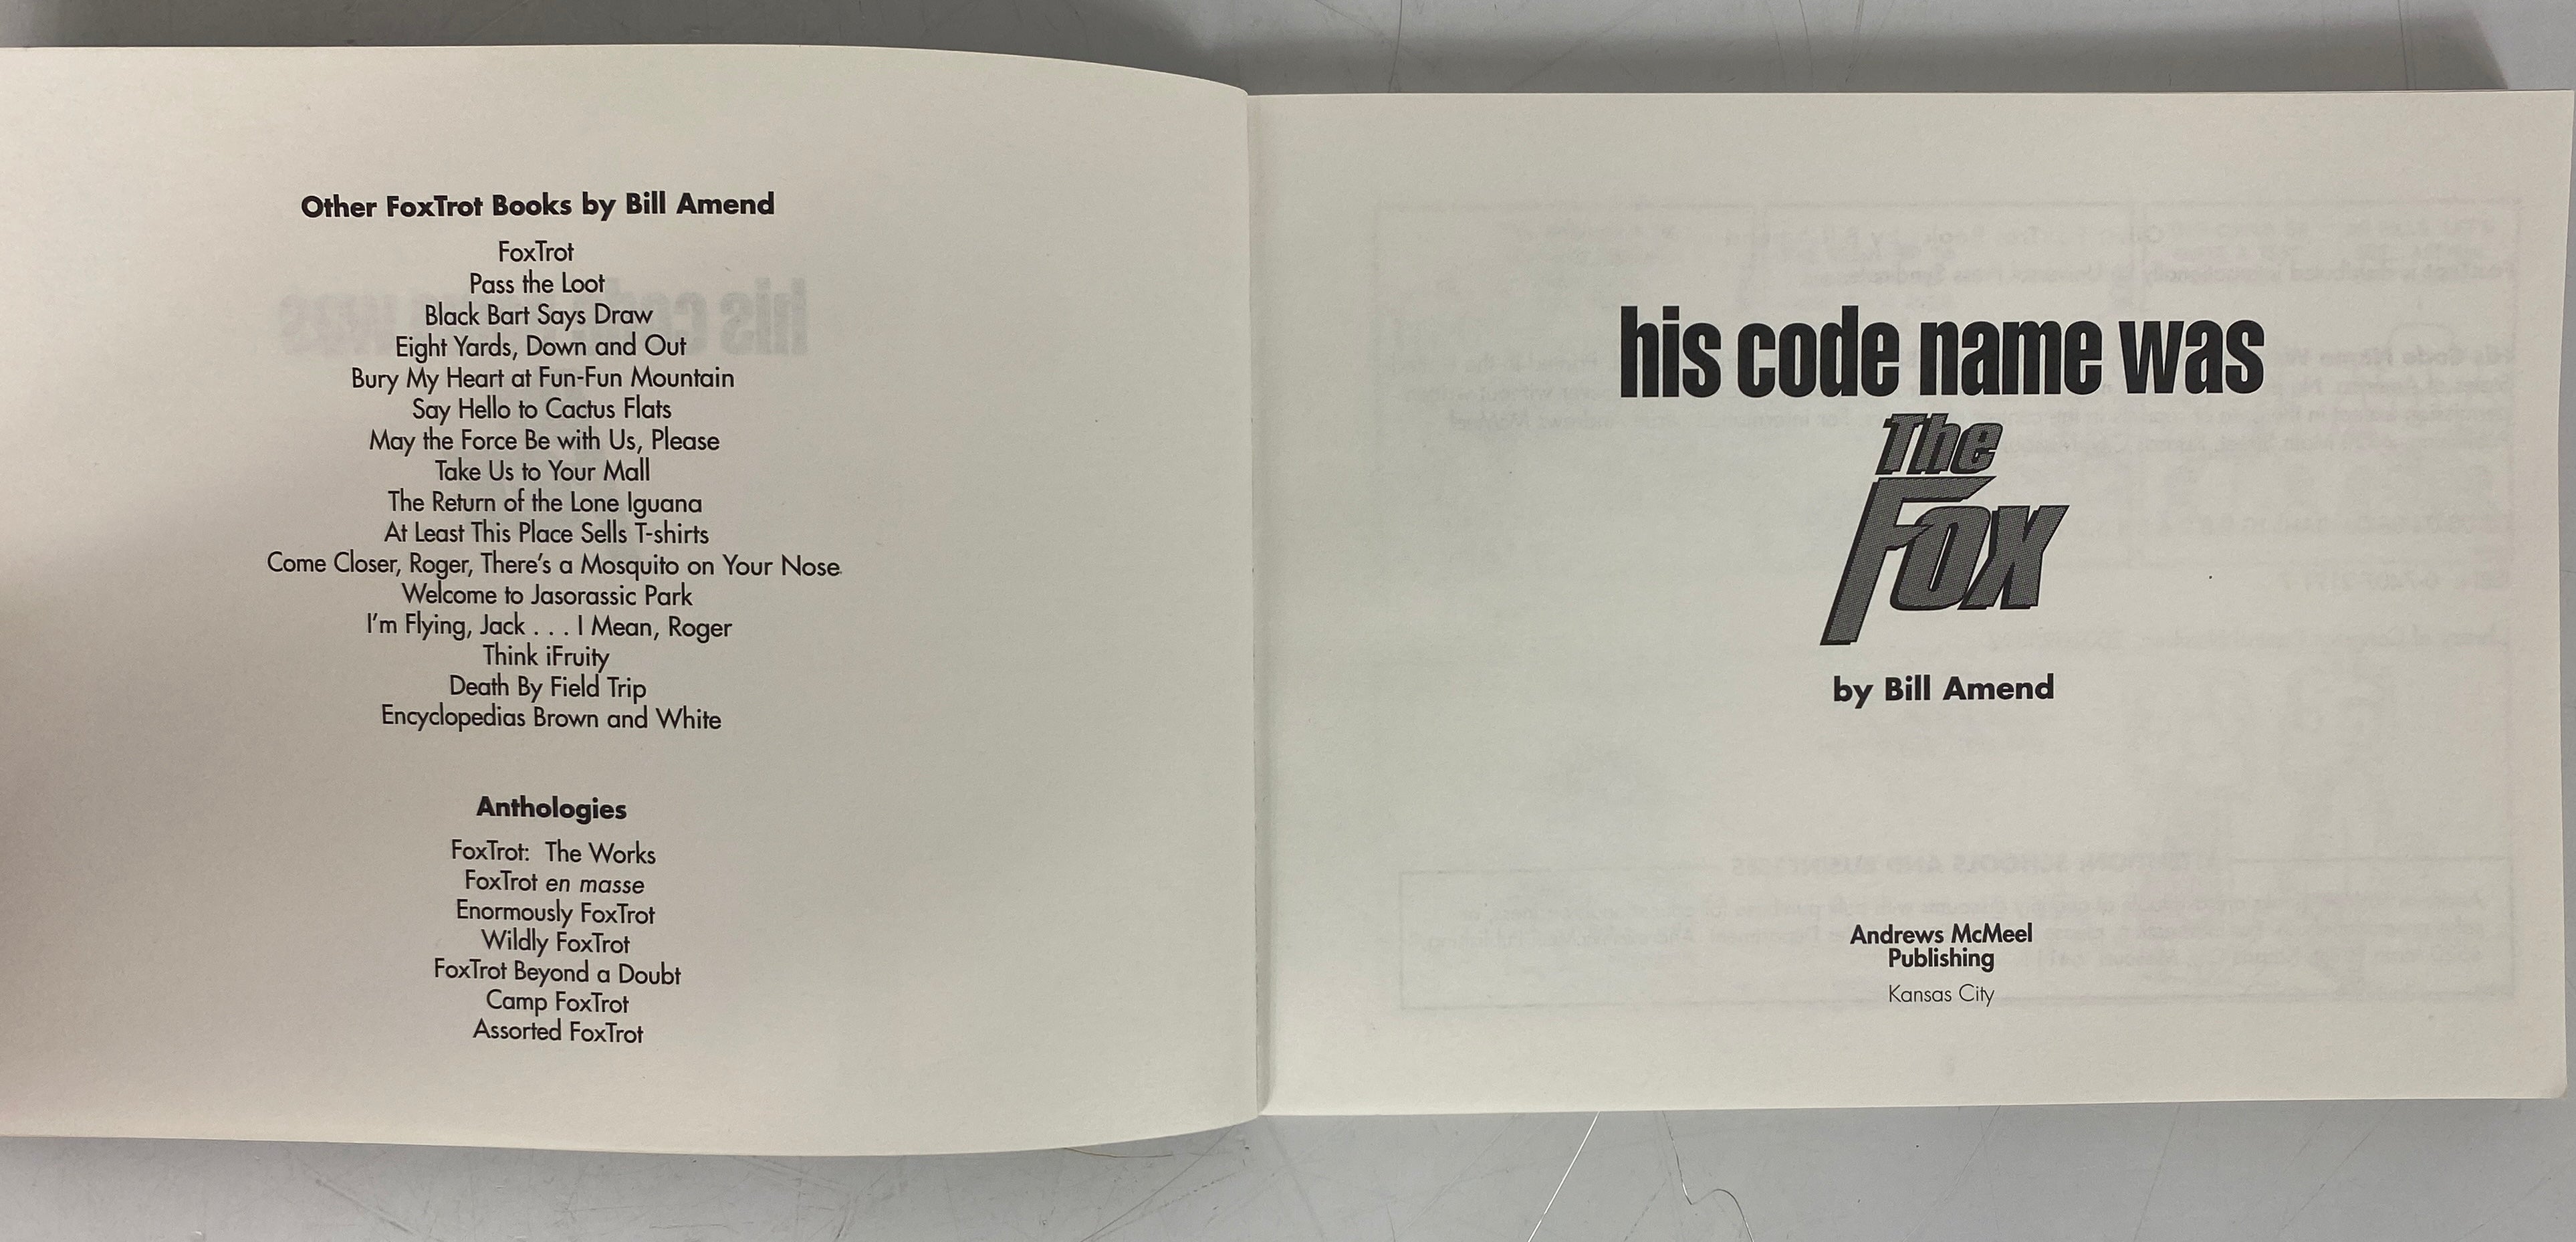 Other FoxTrot Books by Bill Amend
FoxTrot
Pass the Loot
Black Bart Says Draw
Eight Yards, Down and Out
Bury My Heart at Fun-Fun Mountain
Say Hello to Cactus Flats
May the Force Be with Us, Please
Take Us to Your Mall
The Return of the Lone Iguana
At Least This Place Sells T-shirts
Come Closer, Roger, There's a Mosquito on Your Nose
Welcome to Jasorassic Park
I'm Flying, Jack . . . I Mean, Roger
Think iFruity
Death By Field Trip
Encyclopedias Brown and White
Anthologies
FoxTrot: The Works
FoxTrot en masse
Enormously FoxTrot
Wildly FoxTrot
FoxTrot Beyond a Doubt
Camp FoxTrot
Assorted FoxTrot
his code name was
The
Fox
by Bill Amend
Andrews McMeel
Publishing
Kansas City